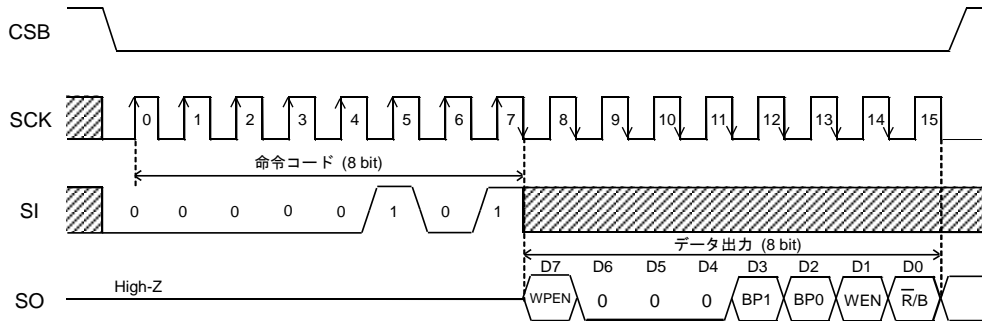 CSB
SCK
0 1 2 3 4 5 6 7 8 9 10 11 12 13 14 15
命令コード (8 bit)
SI
0 0 0 0 0 1 0 1
データ出力 (8 bit)
D7 D6 D5 D4 D3 D2 D1 D0
High-Z
SO
WPEN 0 0 0 BP1 BP0 WEN R̅/B